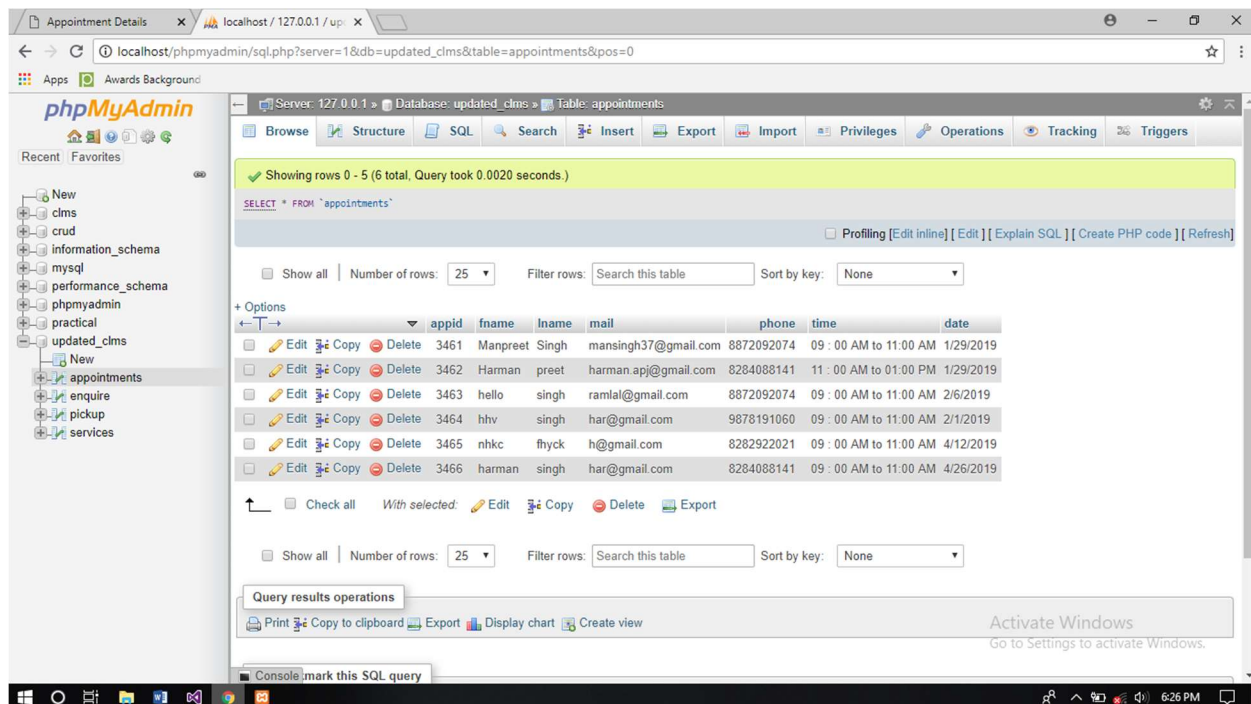 Appointment Details
localhost / 127.0.0.1 / up
localhost/phpmyadmin/sql.php?server=1&db=updated_clms&table=appointments&pos=0
Apps Awards Background
phpMyAdmin
Recent Favorites
New
clms
crud
information_schema
mysql
performance_schema
phpmyadmin
practical
updated_clms
New
appointments
enquire
pickup
services
Server: 127.0.0.1 » Database: updated_clms » Table: appointments
Browse Structure SQL Search Insert Export Import Privileges Operations Tracking Triggers
Showing rows 0 - 5 (6 total, Query took 0.0020 seconds.)
SELECT * FROM `appointments`
Profiling [Edit inline] [ Edit ] [ Explain SQL ] [ Create PHP code ] [ Refresh]
Show all Number of rows: 25 Filter rows: Search this table Sort by key: None
+ Options
←T→ appid fname lname mail phone time date
Edit Copy Delete 3461 Manpreet Singh mansingh37@gmail.com 8872092074 09 : 00 AM to 11:00 AM 1/29/2019
Edit Copy Delete 3462 Harman preet harman.apj@gmail.com 8284088141 11 : 00 AM to 01:00 PM 1/29/2019
Edit Copy Delete 3463 hello singh ramlal@gmail.com 8872092074 09 : 00 AM to 11:00 AM 2/6/2019
Edit Copy Delete 3464 hhv singh har@gmail.com 9878191060 09 : 00 AM to 11:00 AM 2/1/2019
Edit Copy Delete 3465 nhkc fhyck h@gmail.com 8282922021 09 : 00 AM to 11:00 AM 4/12/2019
Edit Copy Delete 3466 harman singh har@gmail.com 8284088141 09 : 00 AM to 11:00 AM 4/26/2019
Check all With selected: Edit Copy Delete Export
Show all Number of rows: 25 Filter rows: Search this table Sort by key: None
Query results operations
Print Copy to clipboard Export Display chart Create view
Activate Windows
Go to Settings to activate Windows.
Console mark this SQL query
6:26 PM